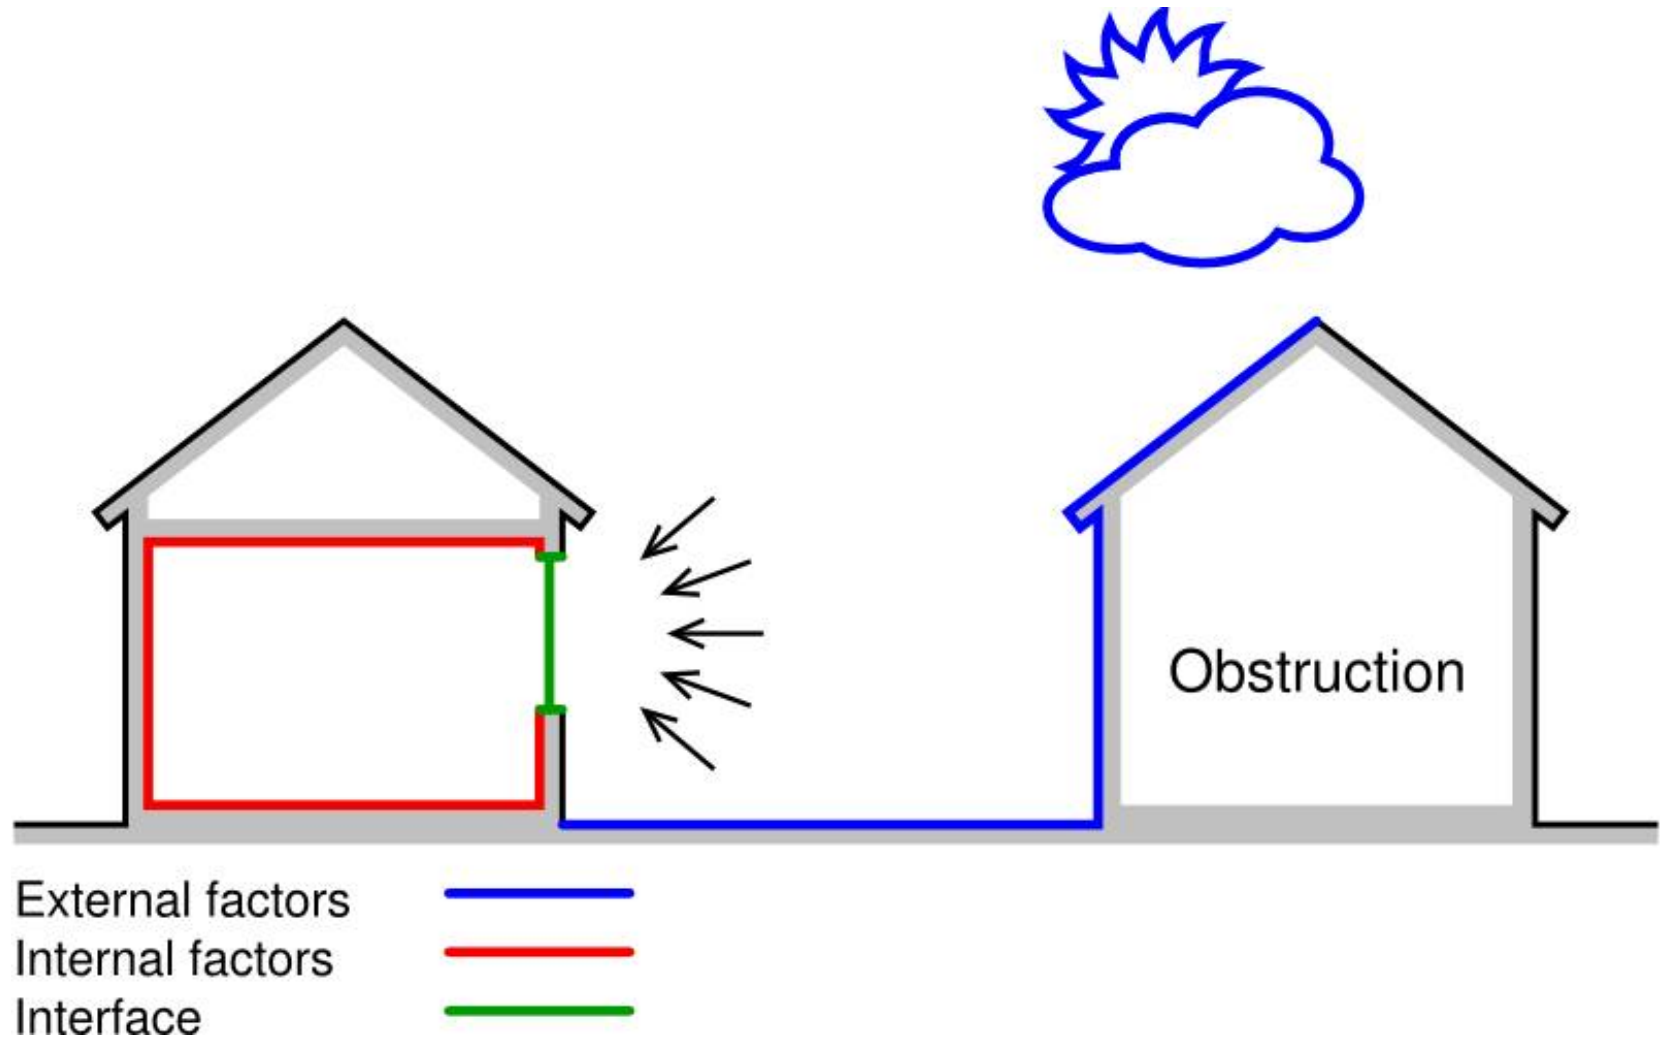 Obstruction
External factors
Internal factors
Interface